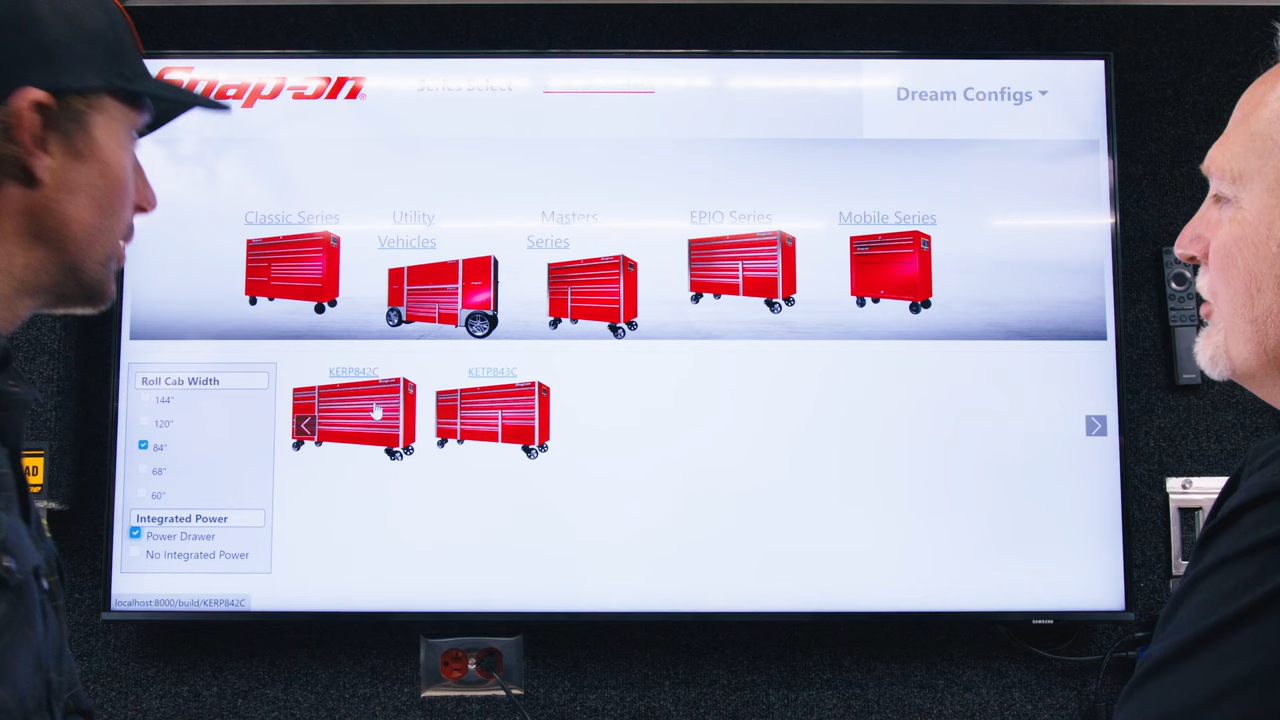 Snap-on®
Series Select
Dream Configs
Classic Series
Utility
Vehicles
Masters
Series
EPIQ Series
Mobile Series
Roll Cab Width
144"
120"
84"
68"
60"
Integrated Power
Power Drawer
No Integrated Power
KERP842C
KETP843C
localhost:8000/build/KERP842C
SAMSUNG
AD